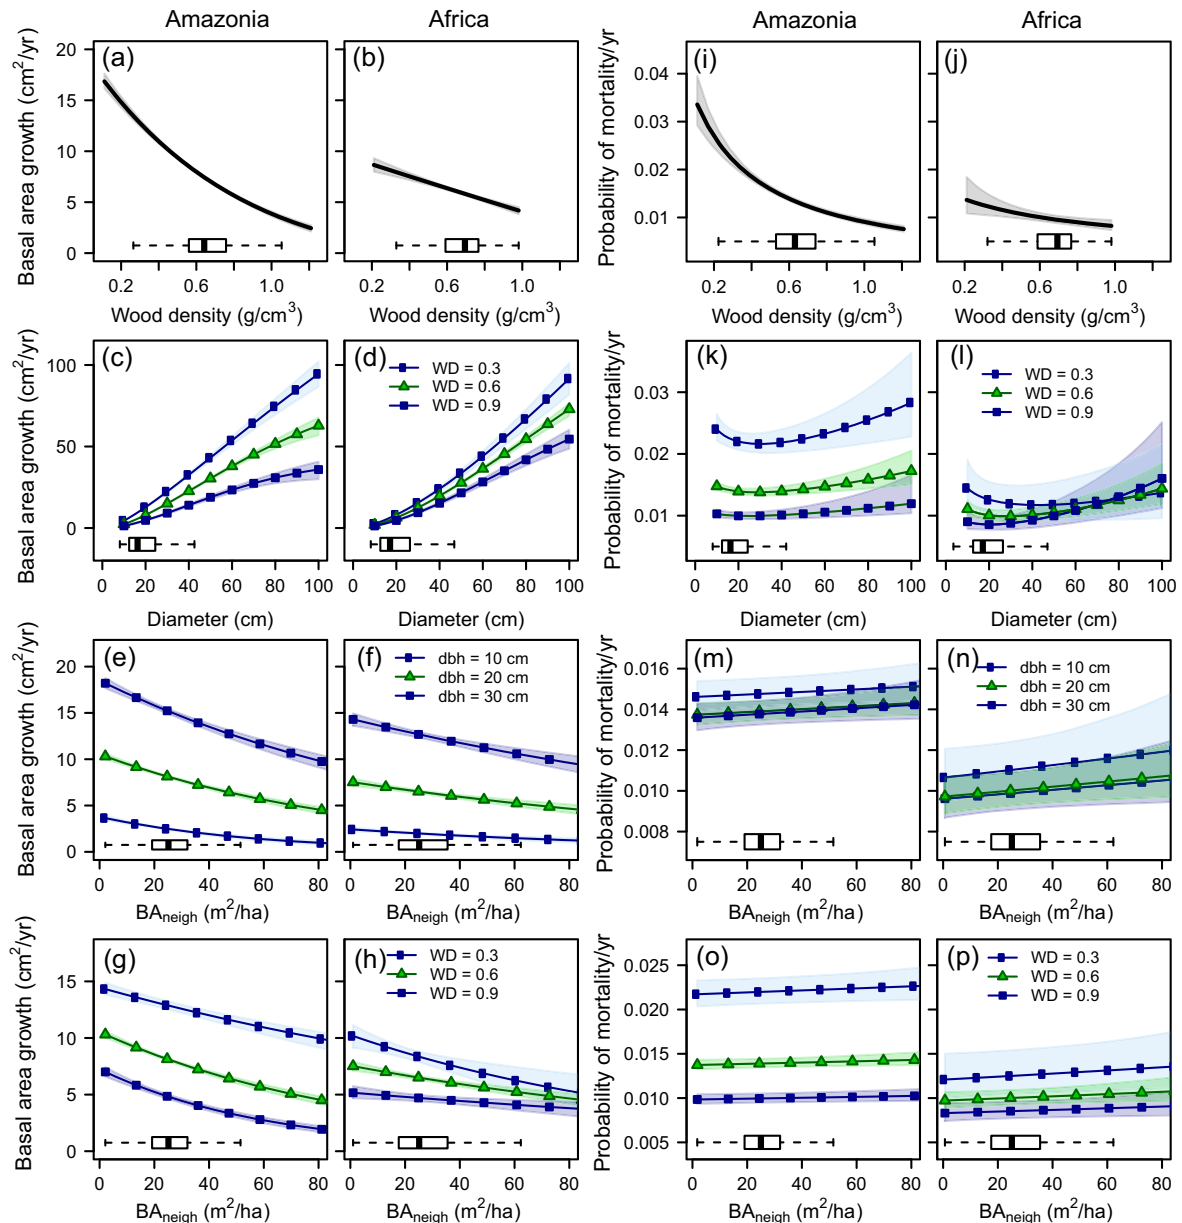 Amazonia
Africa
Amazonia
Africa
(a)
(b)
(i)
(j)
Basal area growth (cm²/yr)
20
15
10
5
0
0.2
0.6
1.0
0.2
0.6
1.0
Wood density (g/cm³)
Probability of mortality/yr
0.04
0.03
0.02
0.01
0.2
0.6
1.0
0.2
0.6
1.0
Wood density (g/cm³)
(c)
(d)
WD = 0.3
WD = 0.6
WD = 0.9
Basal area growth (cm²/yr)
100
50
0
0
20
40
60
80
100
0
20
40
60
80
100
Diameter (cm)
(k)
(l)
WD = 0.3
WD = 0.6
WD = 0.9
Probability of mortality/yr
0.03
0.02
0.01
0
20
40
60
80
100
0
20
40
60
80
100
Diameter (cm)
(e)
(f)
dbh = 10 cm
dbh = 20 cm
dbh = 30 cm
Basal area growth (cm²/yr)
20
15
10
5
0
0
20
40
60
80
0
20
40
60
80
BAneigh (m²/ha)
BAneigh (m²/ha)
(m)
(n)
dbh = 10 cm
dbh = 20 cm
dbh = 30 cm
Probability of mortality/yr
0.016
0.014
0.012
0.010
0.008
0
20
40
60
80
0
20
40
60
80
BAneigh (m²/ha)
BAneigh (m²/ha)
(g)
(h)
WD = 0.3
WD = 0.6
WD = 0.9
Basal area growth (cm²/yr)
15
10
5
0
0
20
40
60
80
0
20
40
60
80
BAneigh (m²/ha)
BAneigh (m²/ha)
(o)
(p)
WD = 0.3
WD = 0.6
WD = 0.9
Probability of mortality/yr
0.025
0.020
0.015
0.010
0.005
0
20
40
60
80
0
20
40
60
80
BAneigh (m²/ha)
BAneigh (m²/ha)